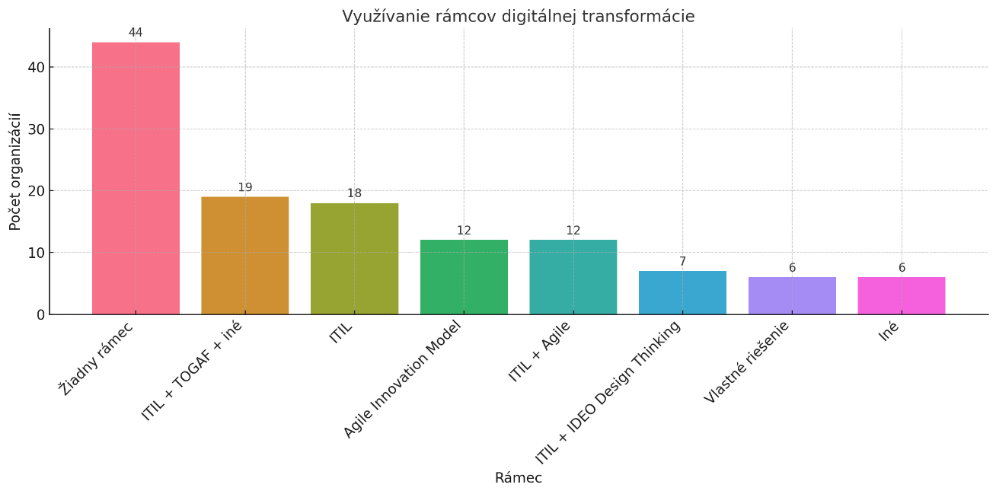 Využívanie rámcov digitálnej transformácie
Počet organizácií
40
30
20
10
0
44
19
18
12
12
7
6
6
Žiadny rámec
ITIL + TOGAF + iné
ITIL
Agile Innovation Model
ITIL + Agile
ITIL + IDEO Design Thinking
Vlastné riešenie
Iné
Rámec